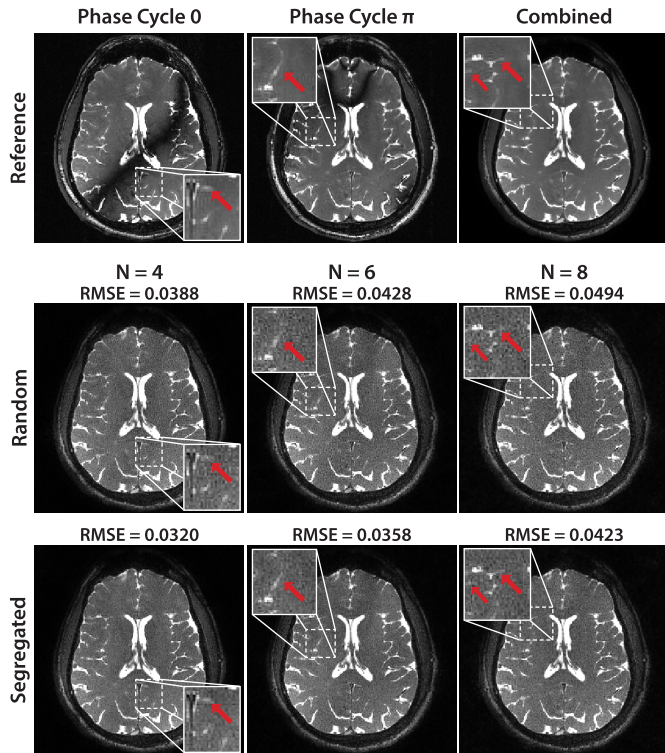 Phase Cycle 0 Phase Cycle π Combined
Reference
N = 4 N = 6 N = 8
RMSE = 0.0388 RMSE = 0.0428 RMSE = 0.0494
Random
RMSE = 0.0320 RMSE = 0.0358 RMSE = 0.0423
Segregated